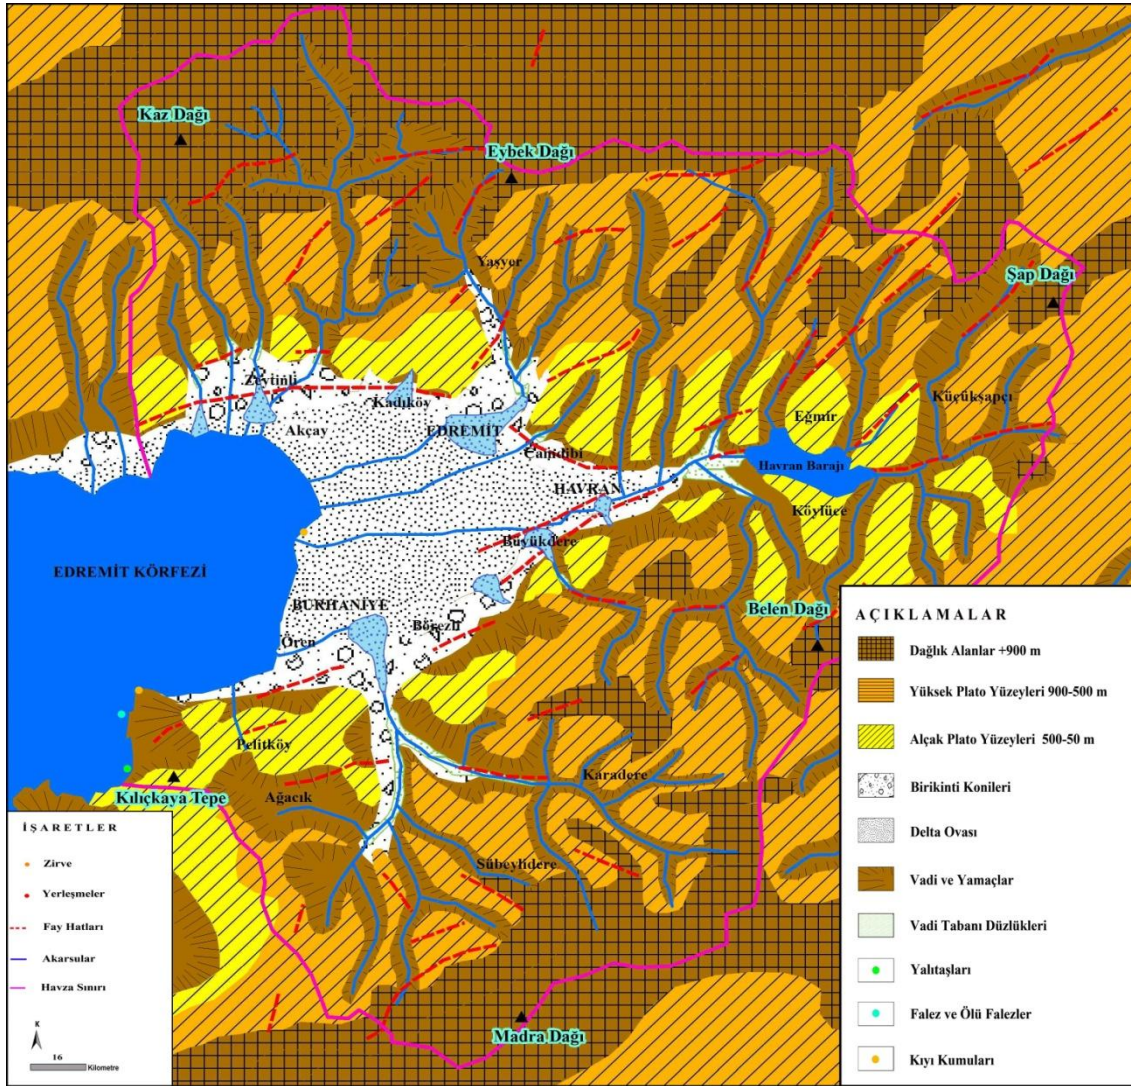 Kaz Dağı
Eybek Dağı
Yaşyer
Şap Dağı
Zeytinli
Kadıköy
Küçükşapçı
Akçay
EDREMİT
Eğmir
Camdibi
Havran Barajı
HAVRAN
Köylüce
Büyükdere
EDREMİT KÖRFEZİ
BURHANİYE
Börezli
Belen Dağı
Ören
Pelitköy
Karadere
Kılıçkaya Tepe
Ağacık
Sübeylidere
Madra Dağı
İŞARETLER
Zirve
Yerleşmeler
Fay Hatları
Akarsular
Havza Sınırı
K
16
Kilometre
AÇIKLAMALAR
Dağlık Alanlar +900 m
Yüksek Plato Yüzeyleri 900-500 m
Alçak Plato Yüzeyleri 500-50 m
Birikinti Konileri
Delta Ovası
Vadi ve Yamaçlar
Vadi Tabanı Düzlükleri
Yalıtaşları
Falez ve Ölü Falezler
Kıyı Kumuları